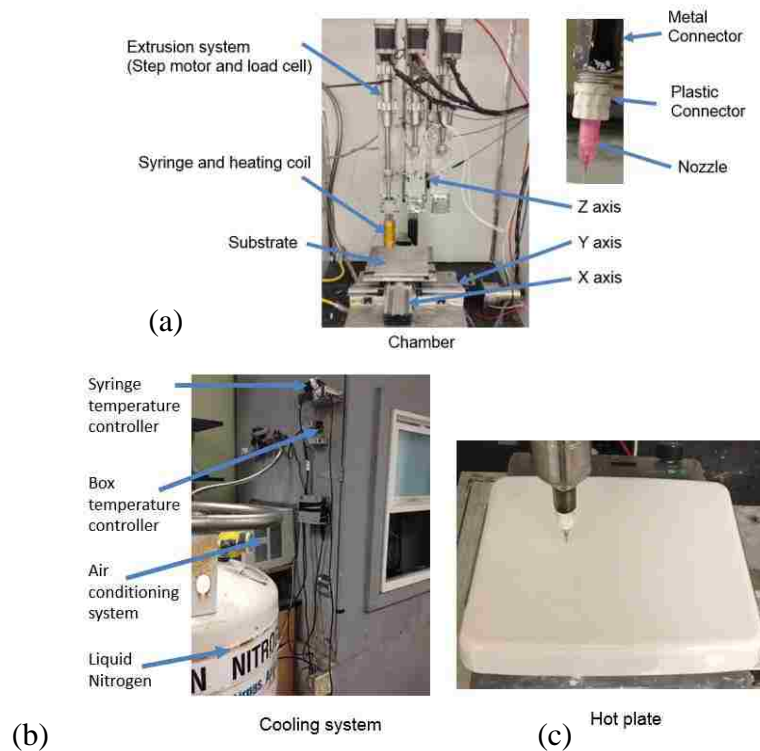 Extrusion system
(Step motor and load cell)
Syringe and heating coil
Substrate
Metal
Connector
Plastic
Connector
Nozzle
Z axis
Y axis
X axis
(a)
Chamber
Syringe
temperature
controller
Box
temperature
controller
Air
conditioning
system
Liquid
Nitrogen
N NITRO
(b)
Cooling system
(c)
Hot plate